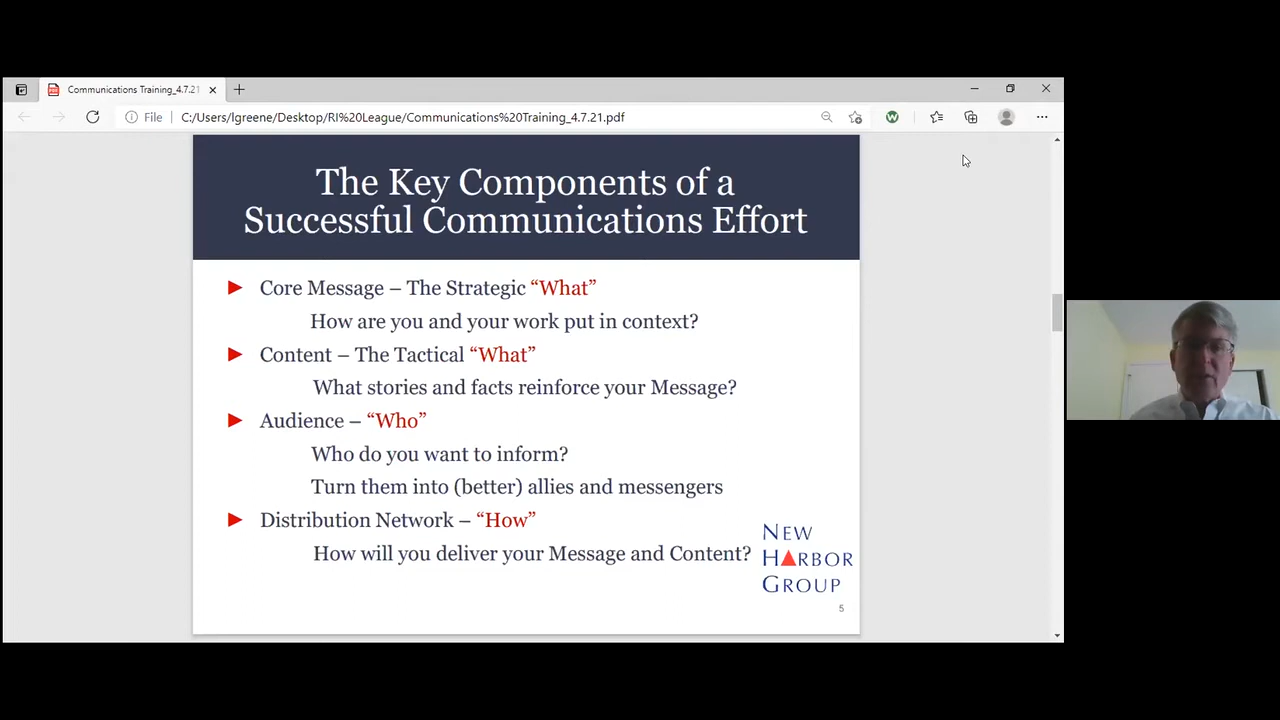 Communications Training_4.7.21
File C:/Users/lgreene/Desktop/RI%20League/Communications%20Training_4.7.21.pdf
The Key Components of a
Successful Communications Effort
► Core Message – The Strategic “What”
How are you and your work put in context?
► Content – The Tactical “What”
What stories and facts reinforce your Message?
► Audience – “Who”
Who do you want to inform?
Turn them into (better) allies and messengers
► Distribution Network – “How”
How will you deliver your Message and Content?
NEW
HARBOR
GROUP
5